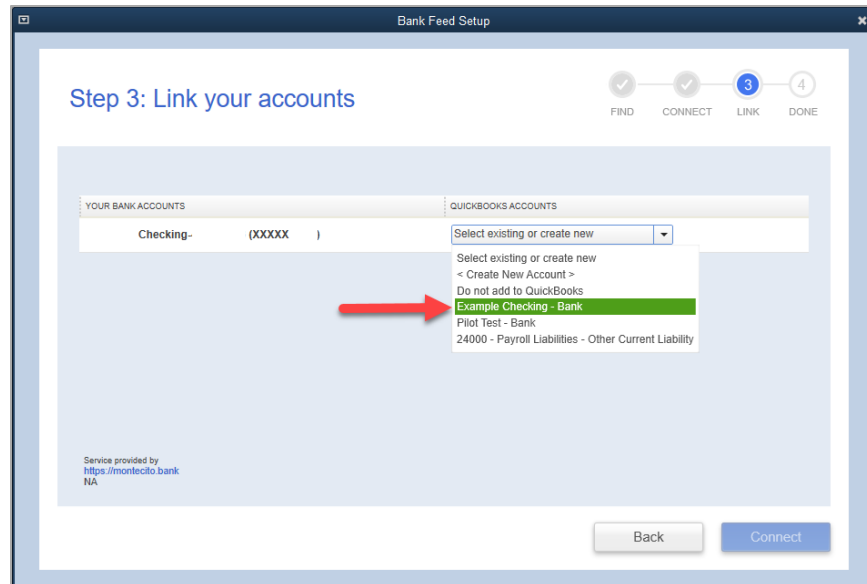 Bank Feed Setup
Step 3: Link your accounts
3
4
FIND
CONNECT
LINK
DONE
YOUR BANK ACCOUNTS
QUICKBOOKS ACCOUNTS
Checking- (XXXXX )
Select existing or create new
Select existing or create new
< Create New Account >
Do not add to QuickBooks
Example Checking - Bank
Pilot Test - Bank
24000 - Payroll Liabilities - Other Current Liability
Service provided by
https://montecito.bank
NA
Back
Connect